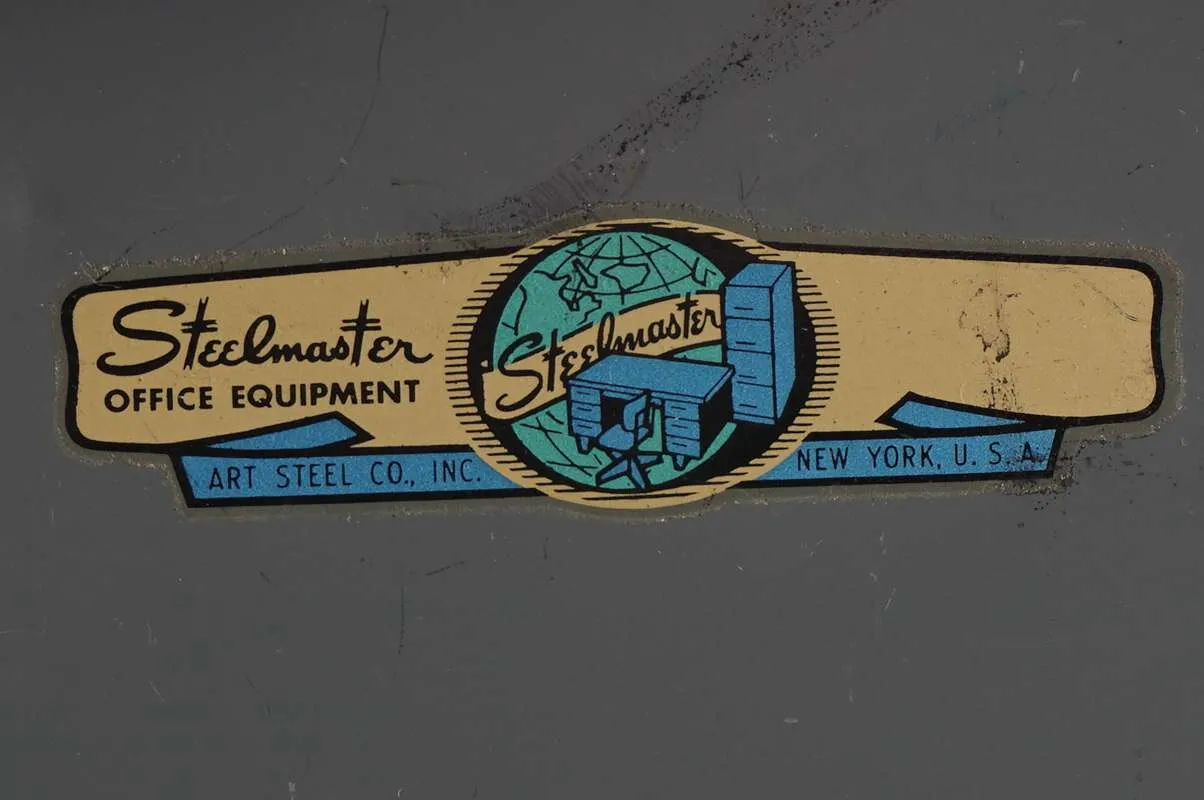 Steelmaster
OFFICE EQUIPMENT
Steelmaster
ART STEEL CO., INC.
NEW YORK, U. S. A.